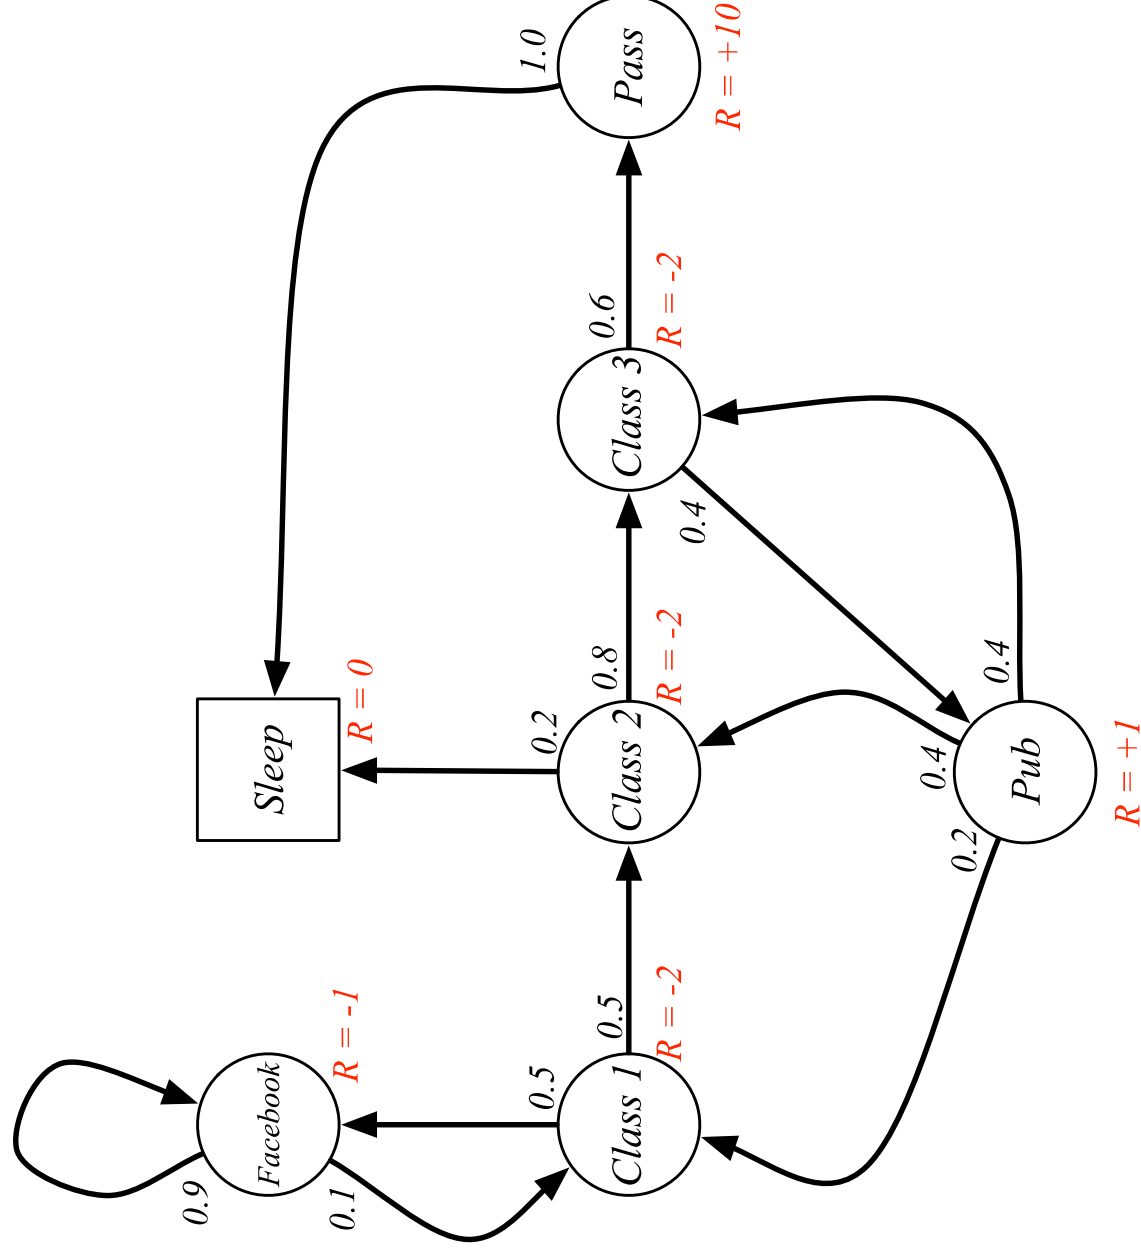 0.9
Facebook
0.1
R = -1
0.5
Class 1
0.5
R = -2
Sleep
R = 0
0.2
Class 2
0.8
R = -2
0.2
Pub
0.4
0.4
R = +1
Class 3
0.4
0.6
R = -2
1.0
Pass
R = +10